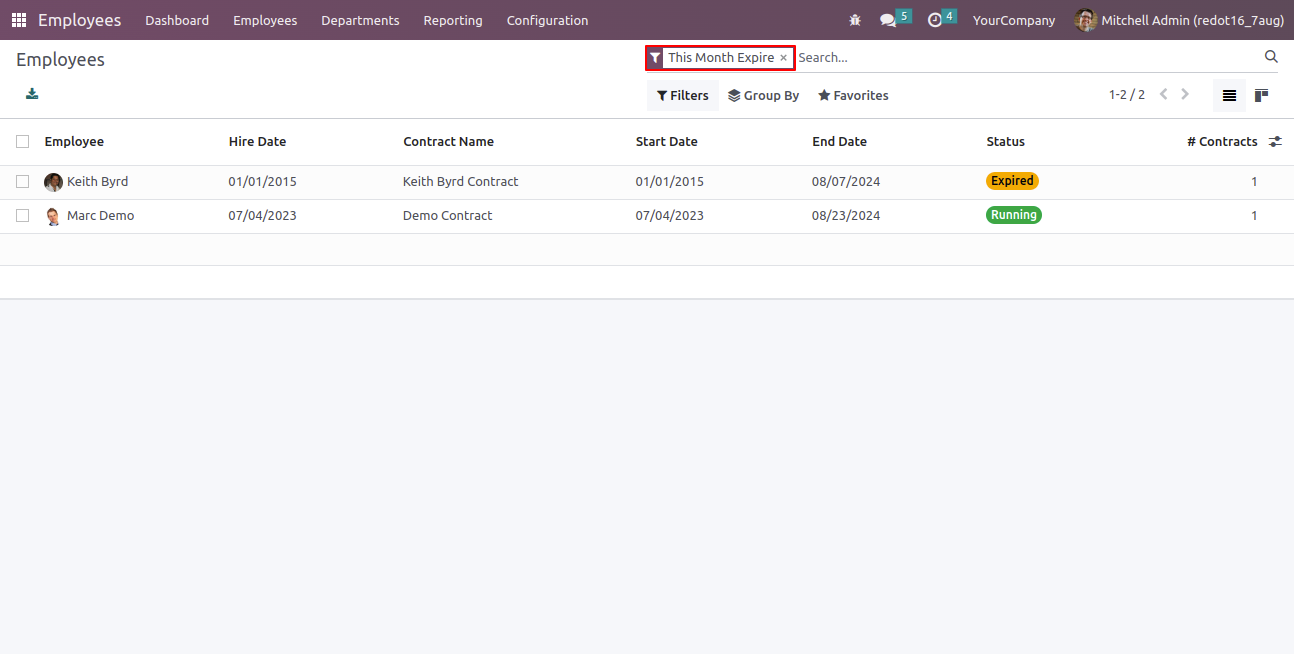 Employees Dashboard Employees Departments Reporting Configuration 5 4 YourCompany Mitchell Admin (redot16_7aug)
Employees This Month Expire × Search...
Filters Group By Favorites 1-2 / 2
Employee Hire Date Contract Name Start Date End Date Status # Contracts
Keith Byrd 01/01/2015 Keith Byrd Contract 01/01/2015 08/07/2024 Expired 1
Marc Demo 07/04/2023 Demo Contract 07/04/2023 08/23/2024 Running 1